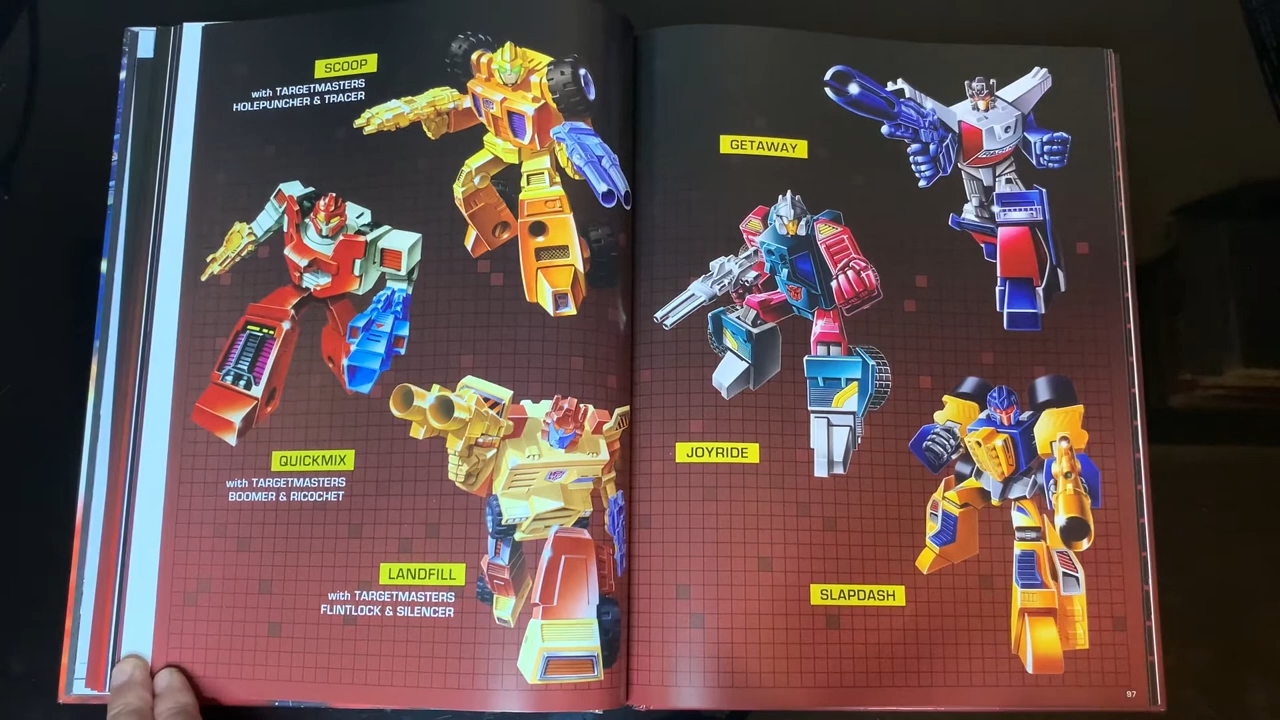 SCOOP
with TARGETMASTERS
HOLEPUNCHER & TRACER
QUICKMIX
with TARGETMASTERS
BOOMER & RICOCHET
LANDFILL
with TARGETMASTERS
FLINTLOCK & SILENCER
GETAWAY
JOYRIDE
SLAPDASH
97